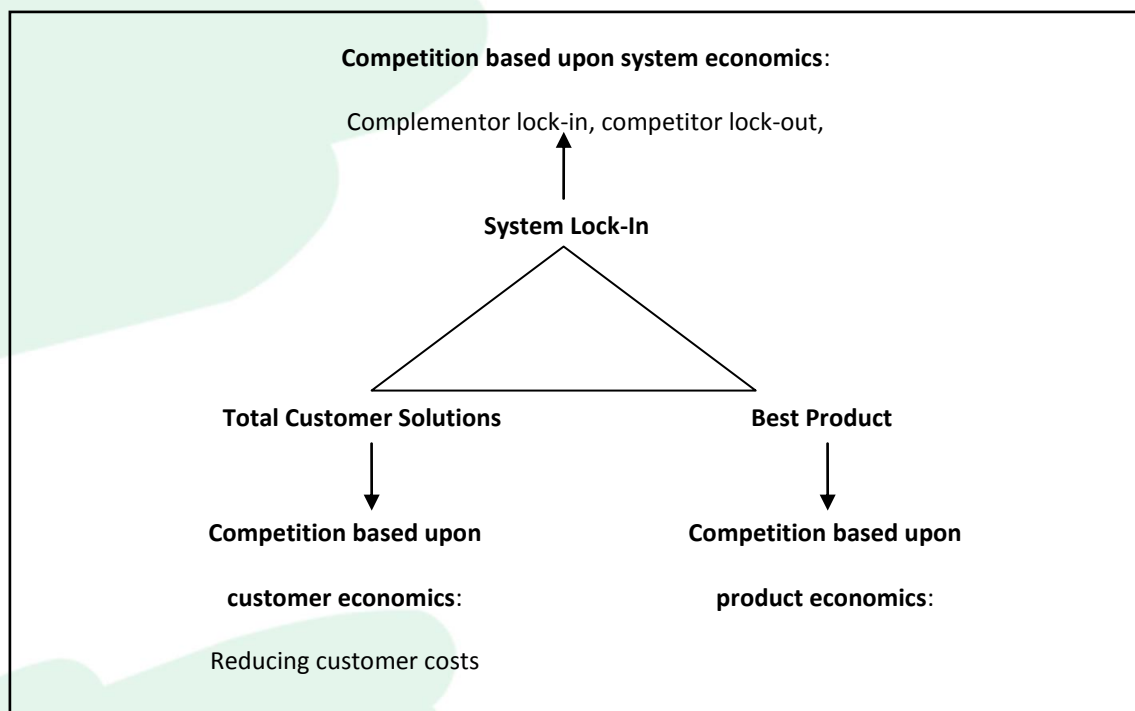 Competition based upon system economics:
Complementor lock-in, competitor lock-out,
System Lock-In
Total Customer Solutions
Best Product
Competition based upon
customer economics:
Reducing customer costs
Competition based upon
product economics: